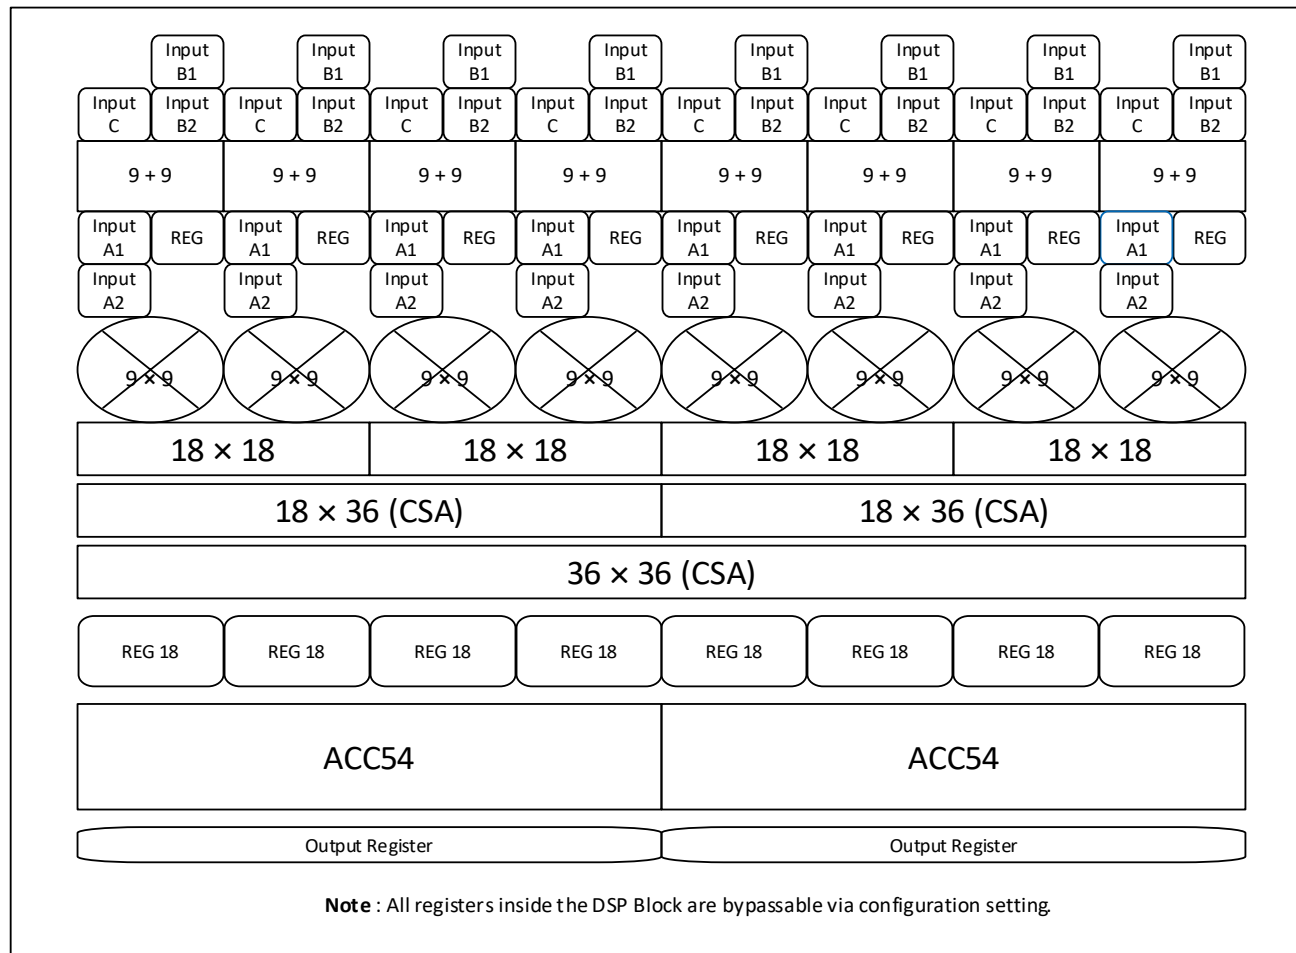 Input Input Input Input Input Input Input Input
B1 B1 B1 B1 B1 B1 B1 B1
Input Input Input Input Input Input Input Input Input Input Input Input Input Input Input Input
C B2 C B2 C B2 C B2 C B2 C B2 C B2 C B2
9 + 9 9 + 9 9 + 9 9 + 9 9 + 9 9 + 9 9 + 9 9 + 9
Input REG Input REG Input REG Input REG Input REG Input REG Input REG Input REG
A1 A1 A1 A1 A1 A1 A1 A1
Input Input Input Input Input Input Input Input
A2 A2 A2 A2 A2 A2 A2 A2
9 × 9 9 × 9 9 × 9 9 × 9 9 × 9 9 × 9 9 × 9 9 × 9
18 × 18 18 × 18 18 × 18 18 × 18
18 × 36 (CSA) 18 × 36 (CSA)
36 × 36 (CSA)
REG 18 REG 18 REG 18 REG 18 REG 18 REG 18 REG 18 REG 18
ACC54 ACC54
Output Register Output Register
Note : All registers inside the DSP Block are bypassable via configuration setting.